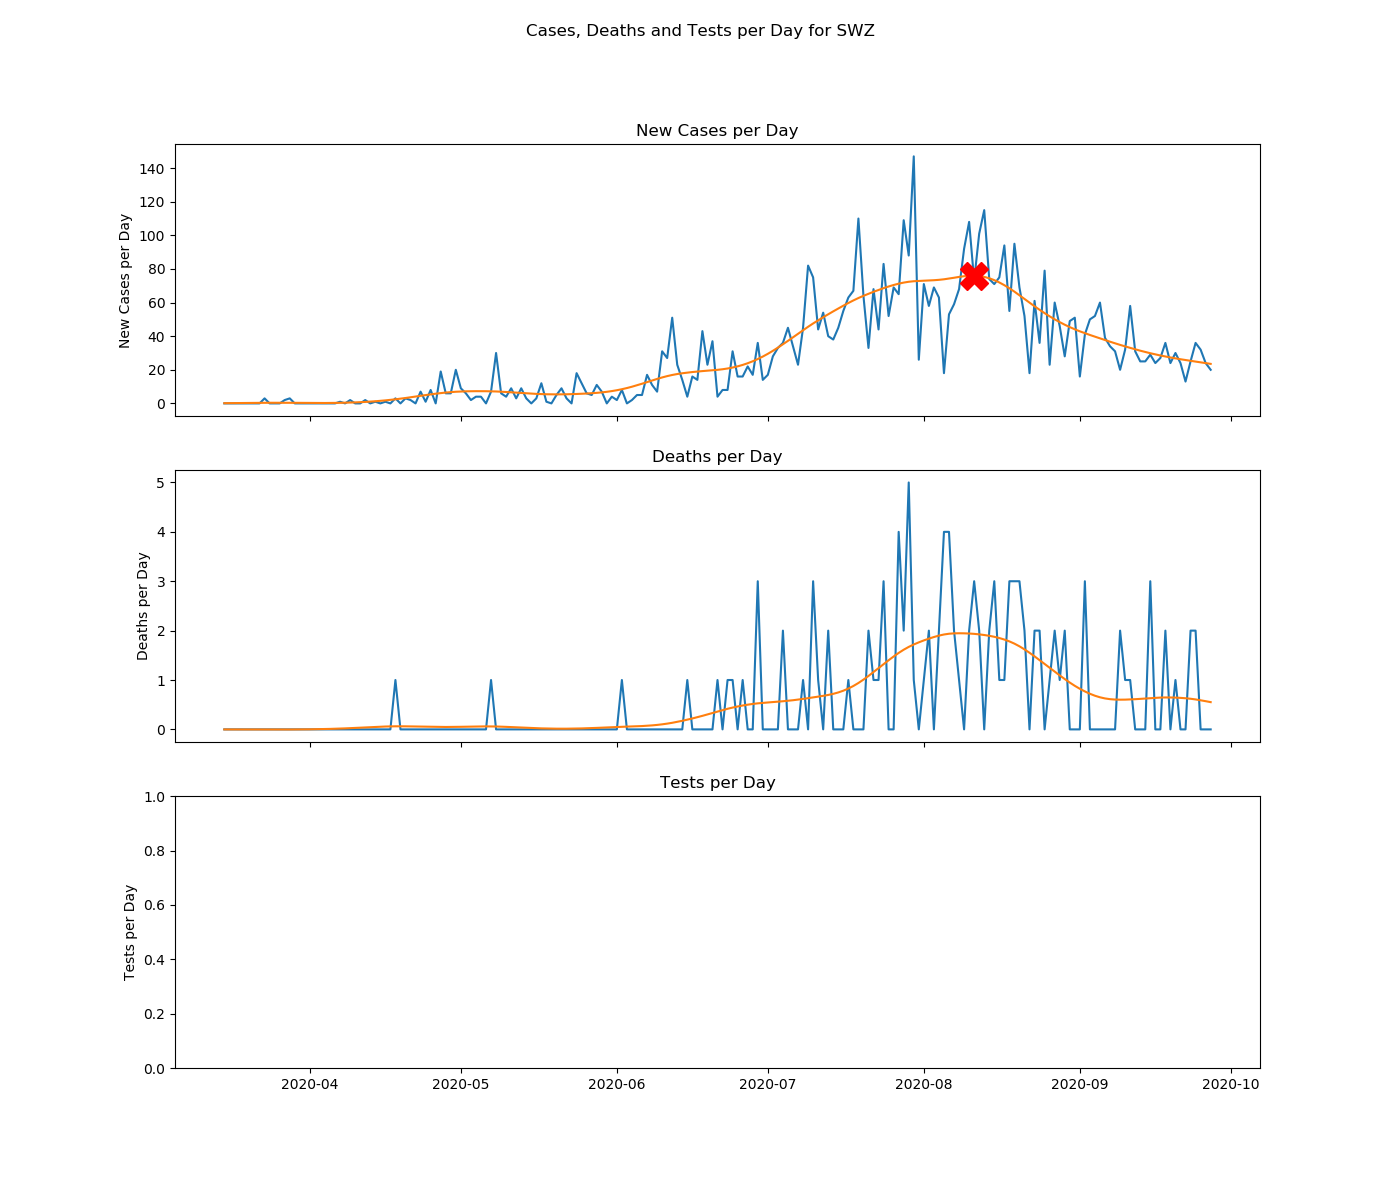 Cases, Deaths and Tests per Day for SWZ
New Cases per Day
New Cases per Day
140
120
100
80
60
40
20
0
Deaths per Day
Deaths per Day
5
4
3
2
1
0
Tests per Day
Tests per Day
1.0
0.8
0.6
0.4
0.2
0.0
2020-04 2020-05 2020-06 2020-07 2020-08 2020-09 2020-10